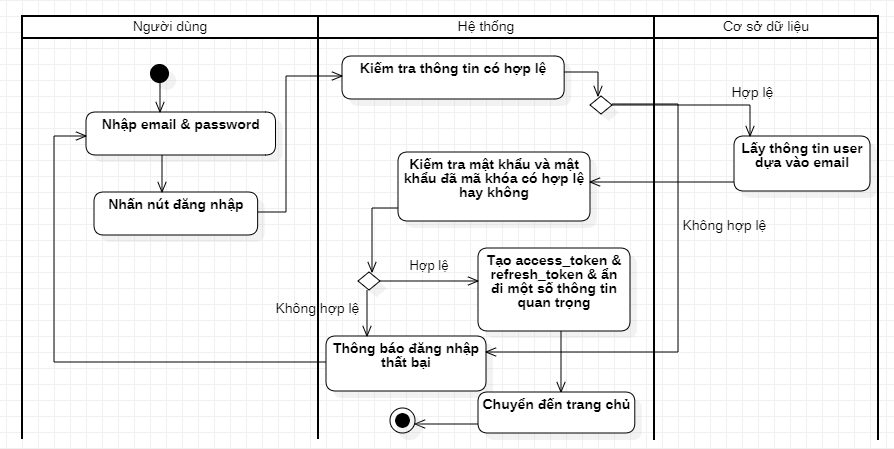 Người dùng
Hệ thống
Cơ sở dữ liệu
Kiểm tra thông tin có hợp lệ
Hợp lệ
Nhập email & password
Lấy thông tin user
dựa vào email
Kiểm tra mật khẩu và mật
khẩu đã mã khóa có hợp lệ
hay không
Nhấn nút đăng nhập
Không hợp lệ
Hợp lệ
Tạo access_token &
refresh_token & ẩn
đi một số thông tin
quan trọng
Không hợp lệ
Thông báo đăng nhập
thất bại
Chuyển đến trang chủ